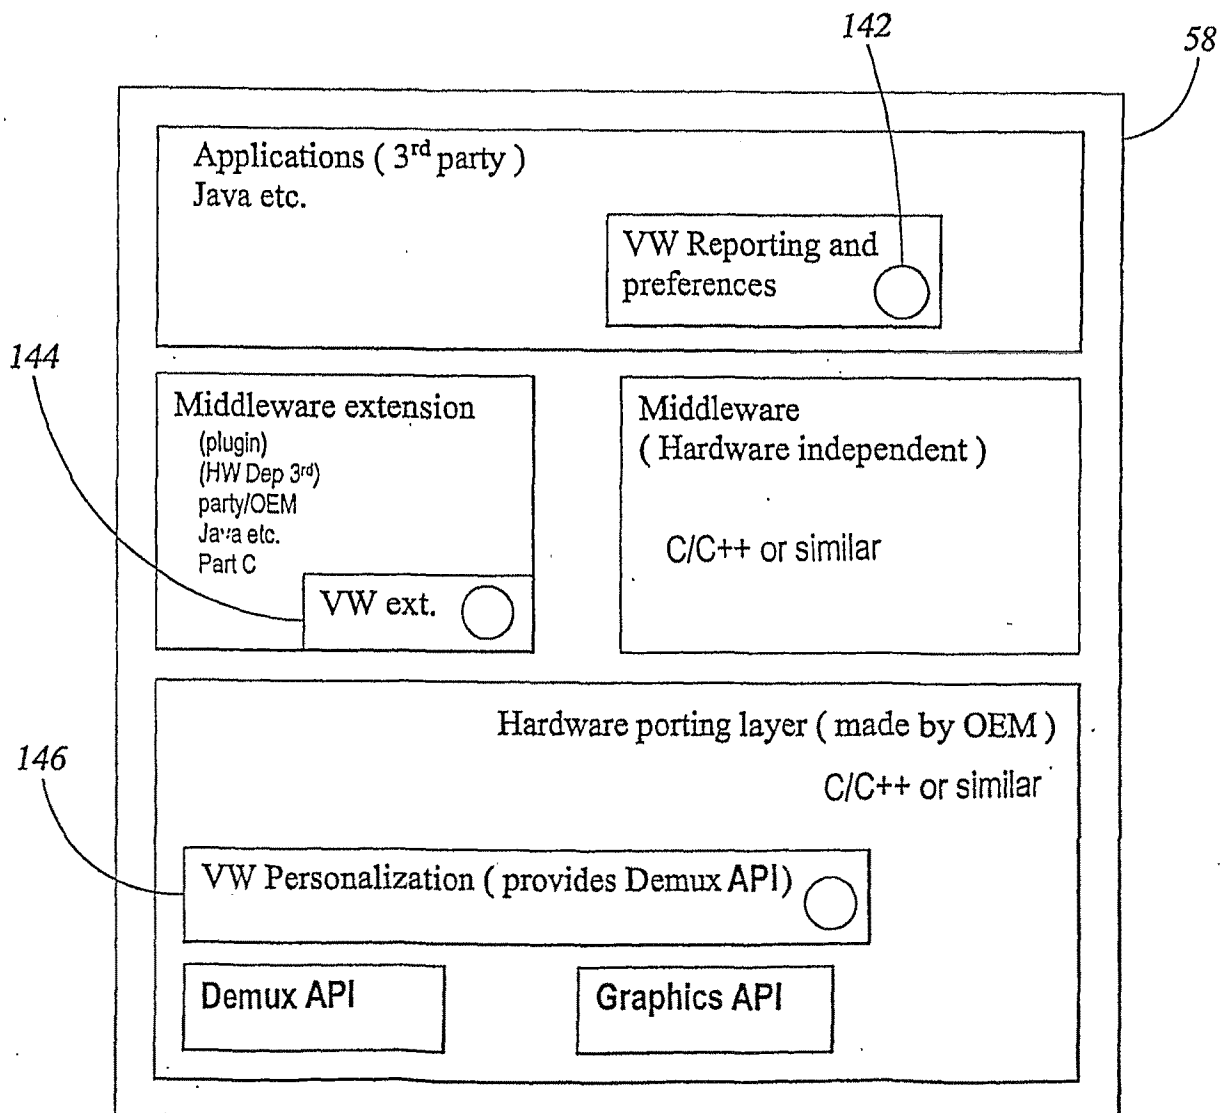 142
58
Applications ( 3rd party )
Java etc.
VW Reporting and
preferences
144
Middleware extension
(plugin)
(HW Dep 3rd)
party/OEM
Java etc.
Part C
VW ext.
Middleware
( Hardware independent )
C/C++ or similar
Hardware porting layer ( made by OEM )
C/C++ or similar
146
VW Personalization ( provides Demux API)
Demux API
Graphics API